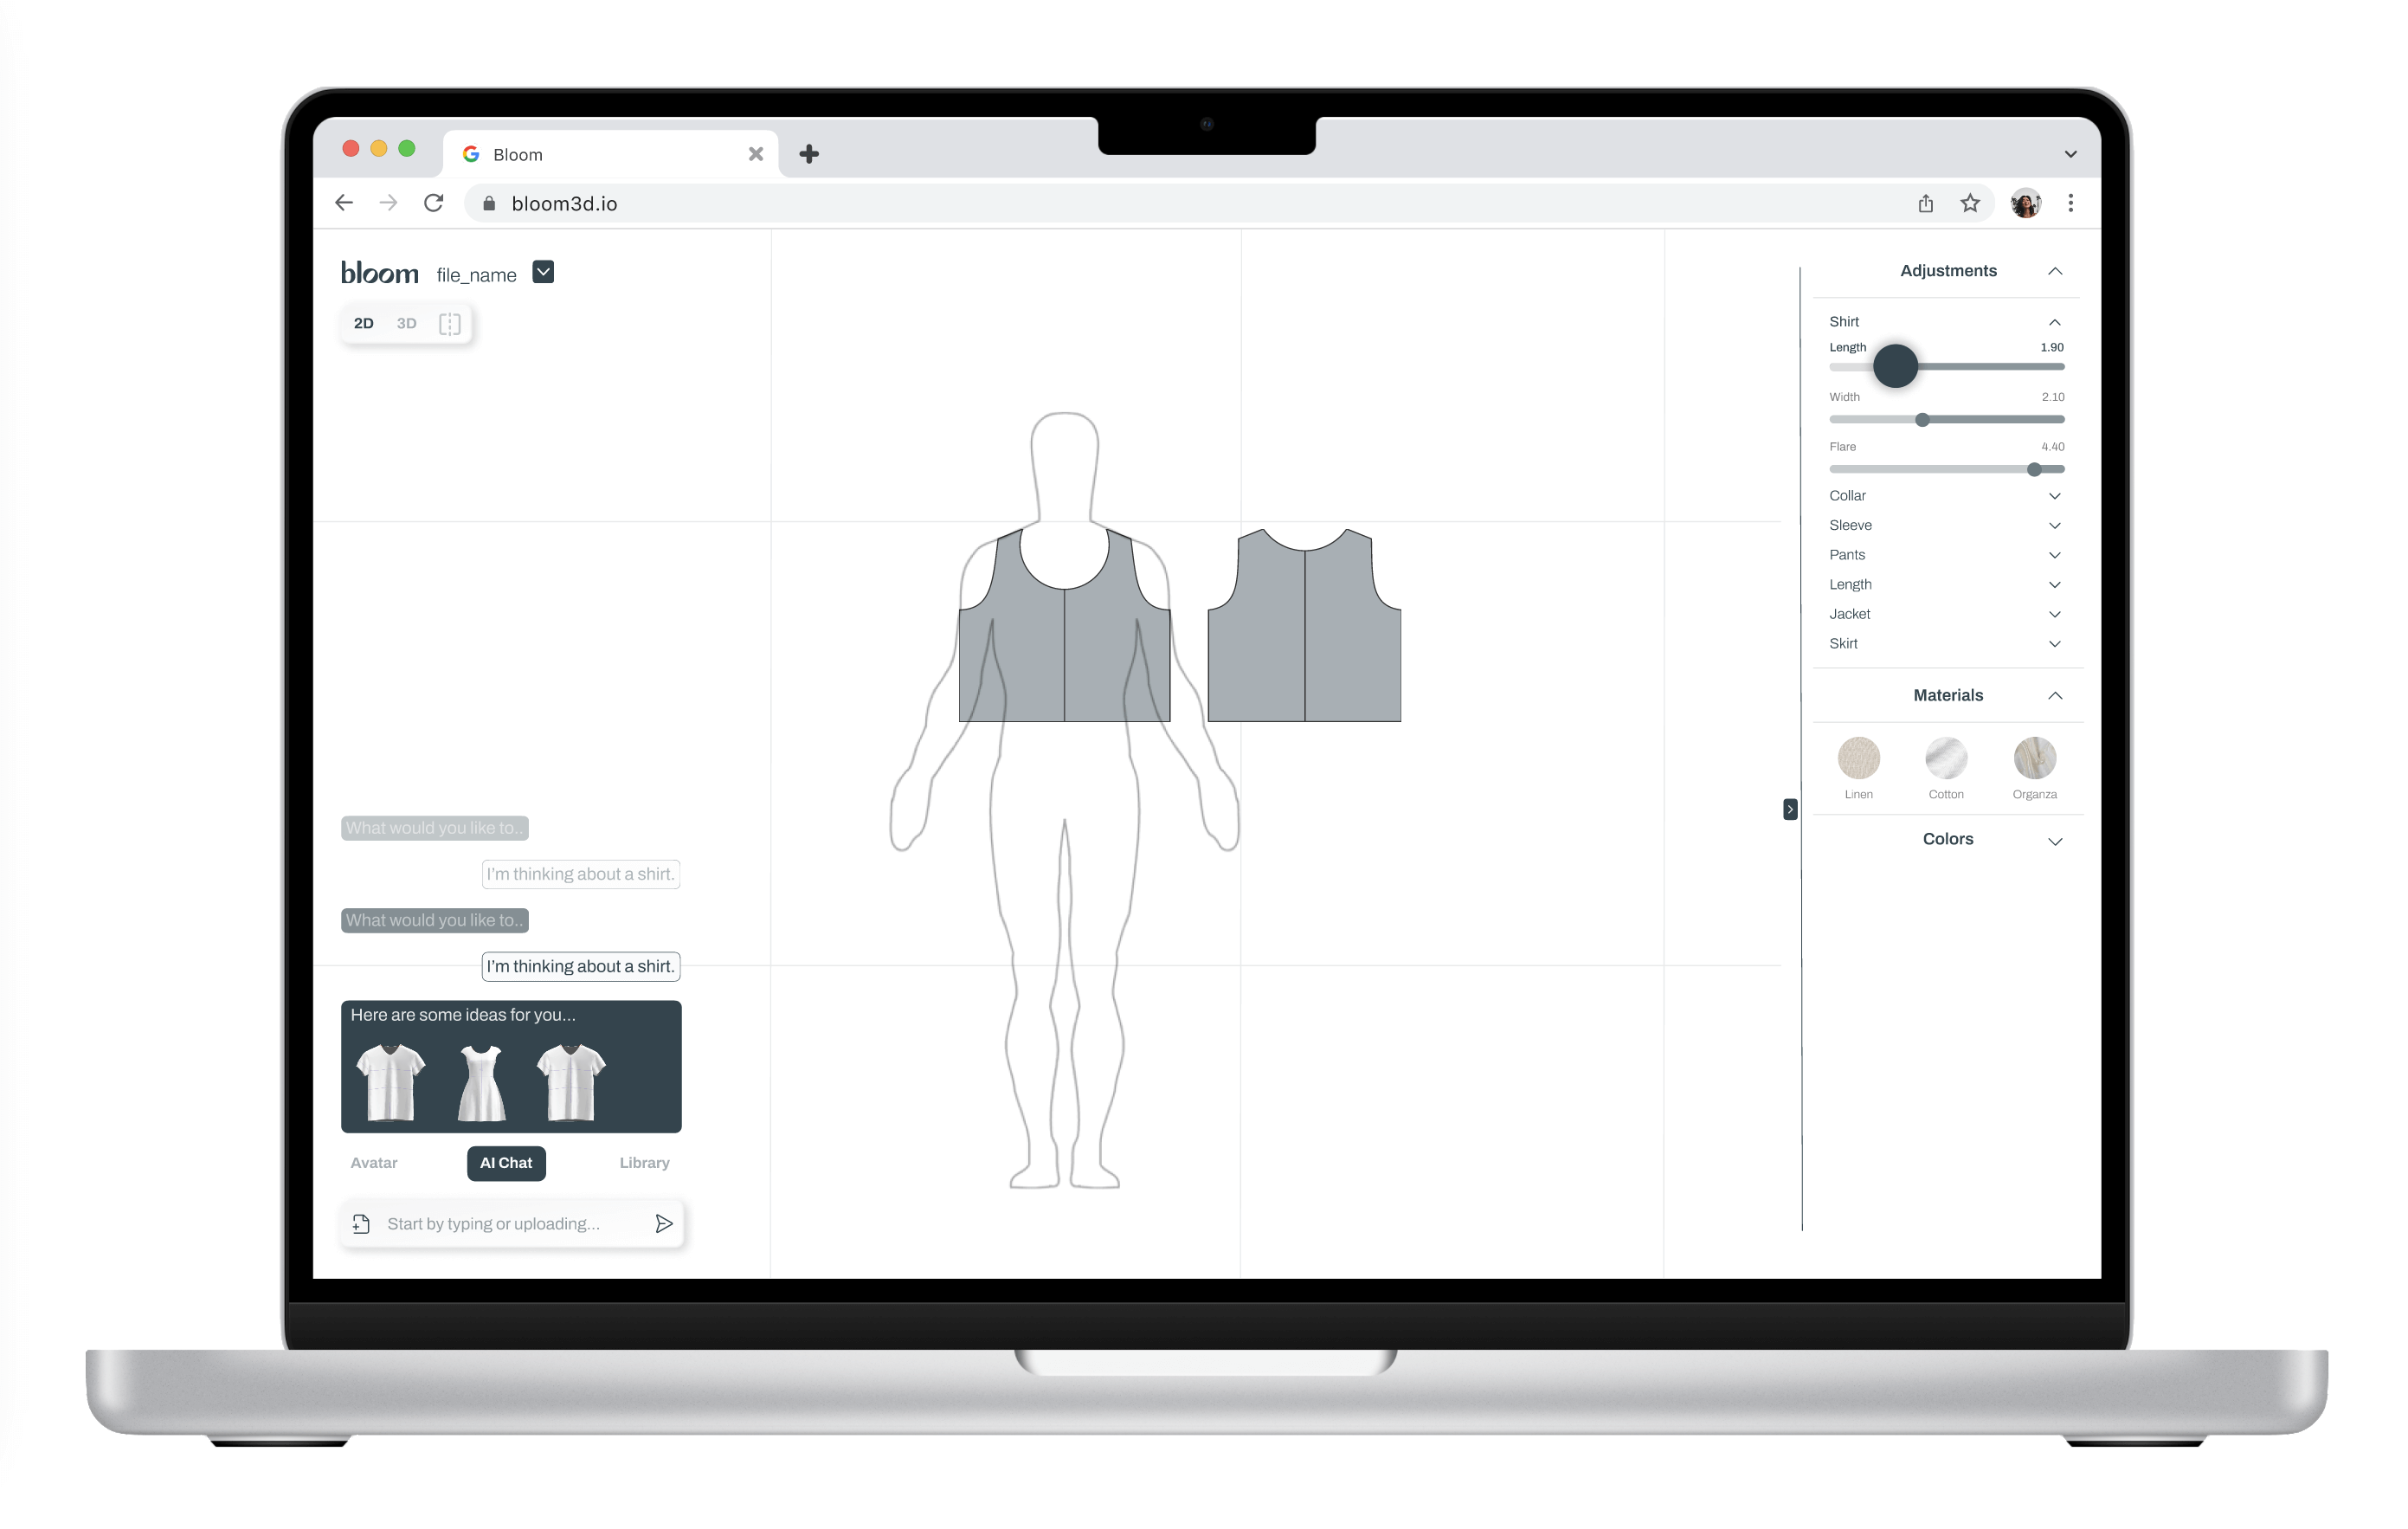 Bloom
bloom3d.io
bloom file_name
2D 3D
What would you like to..
I'm thinking about a shirt.
What would you like to..
I'm thinking about a shirt.
Here are some ideas for you...
Avatar AI Chat Library
Start by typing or uploading...
Adjustments
Shirt
Length 1.90
Width 2.10
Flare 4.40
Collar
Sleeve
Pants
Length
Jacket
Skirt
Materials
Linen Cotton Organza
Colors